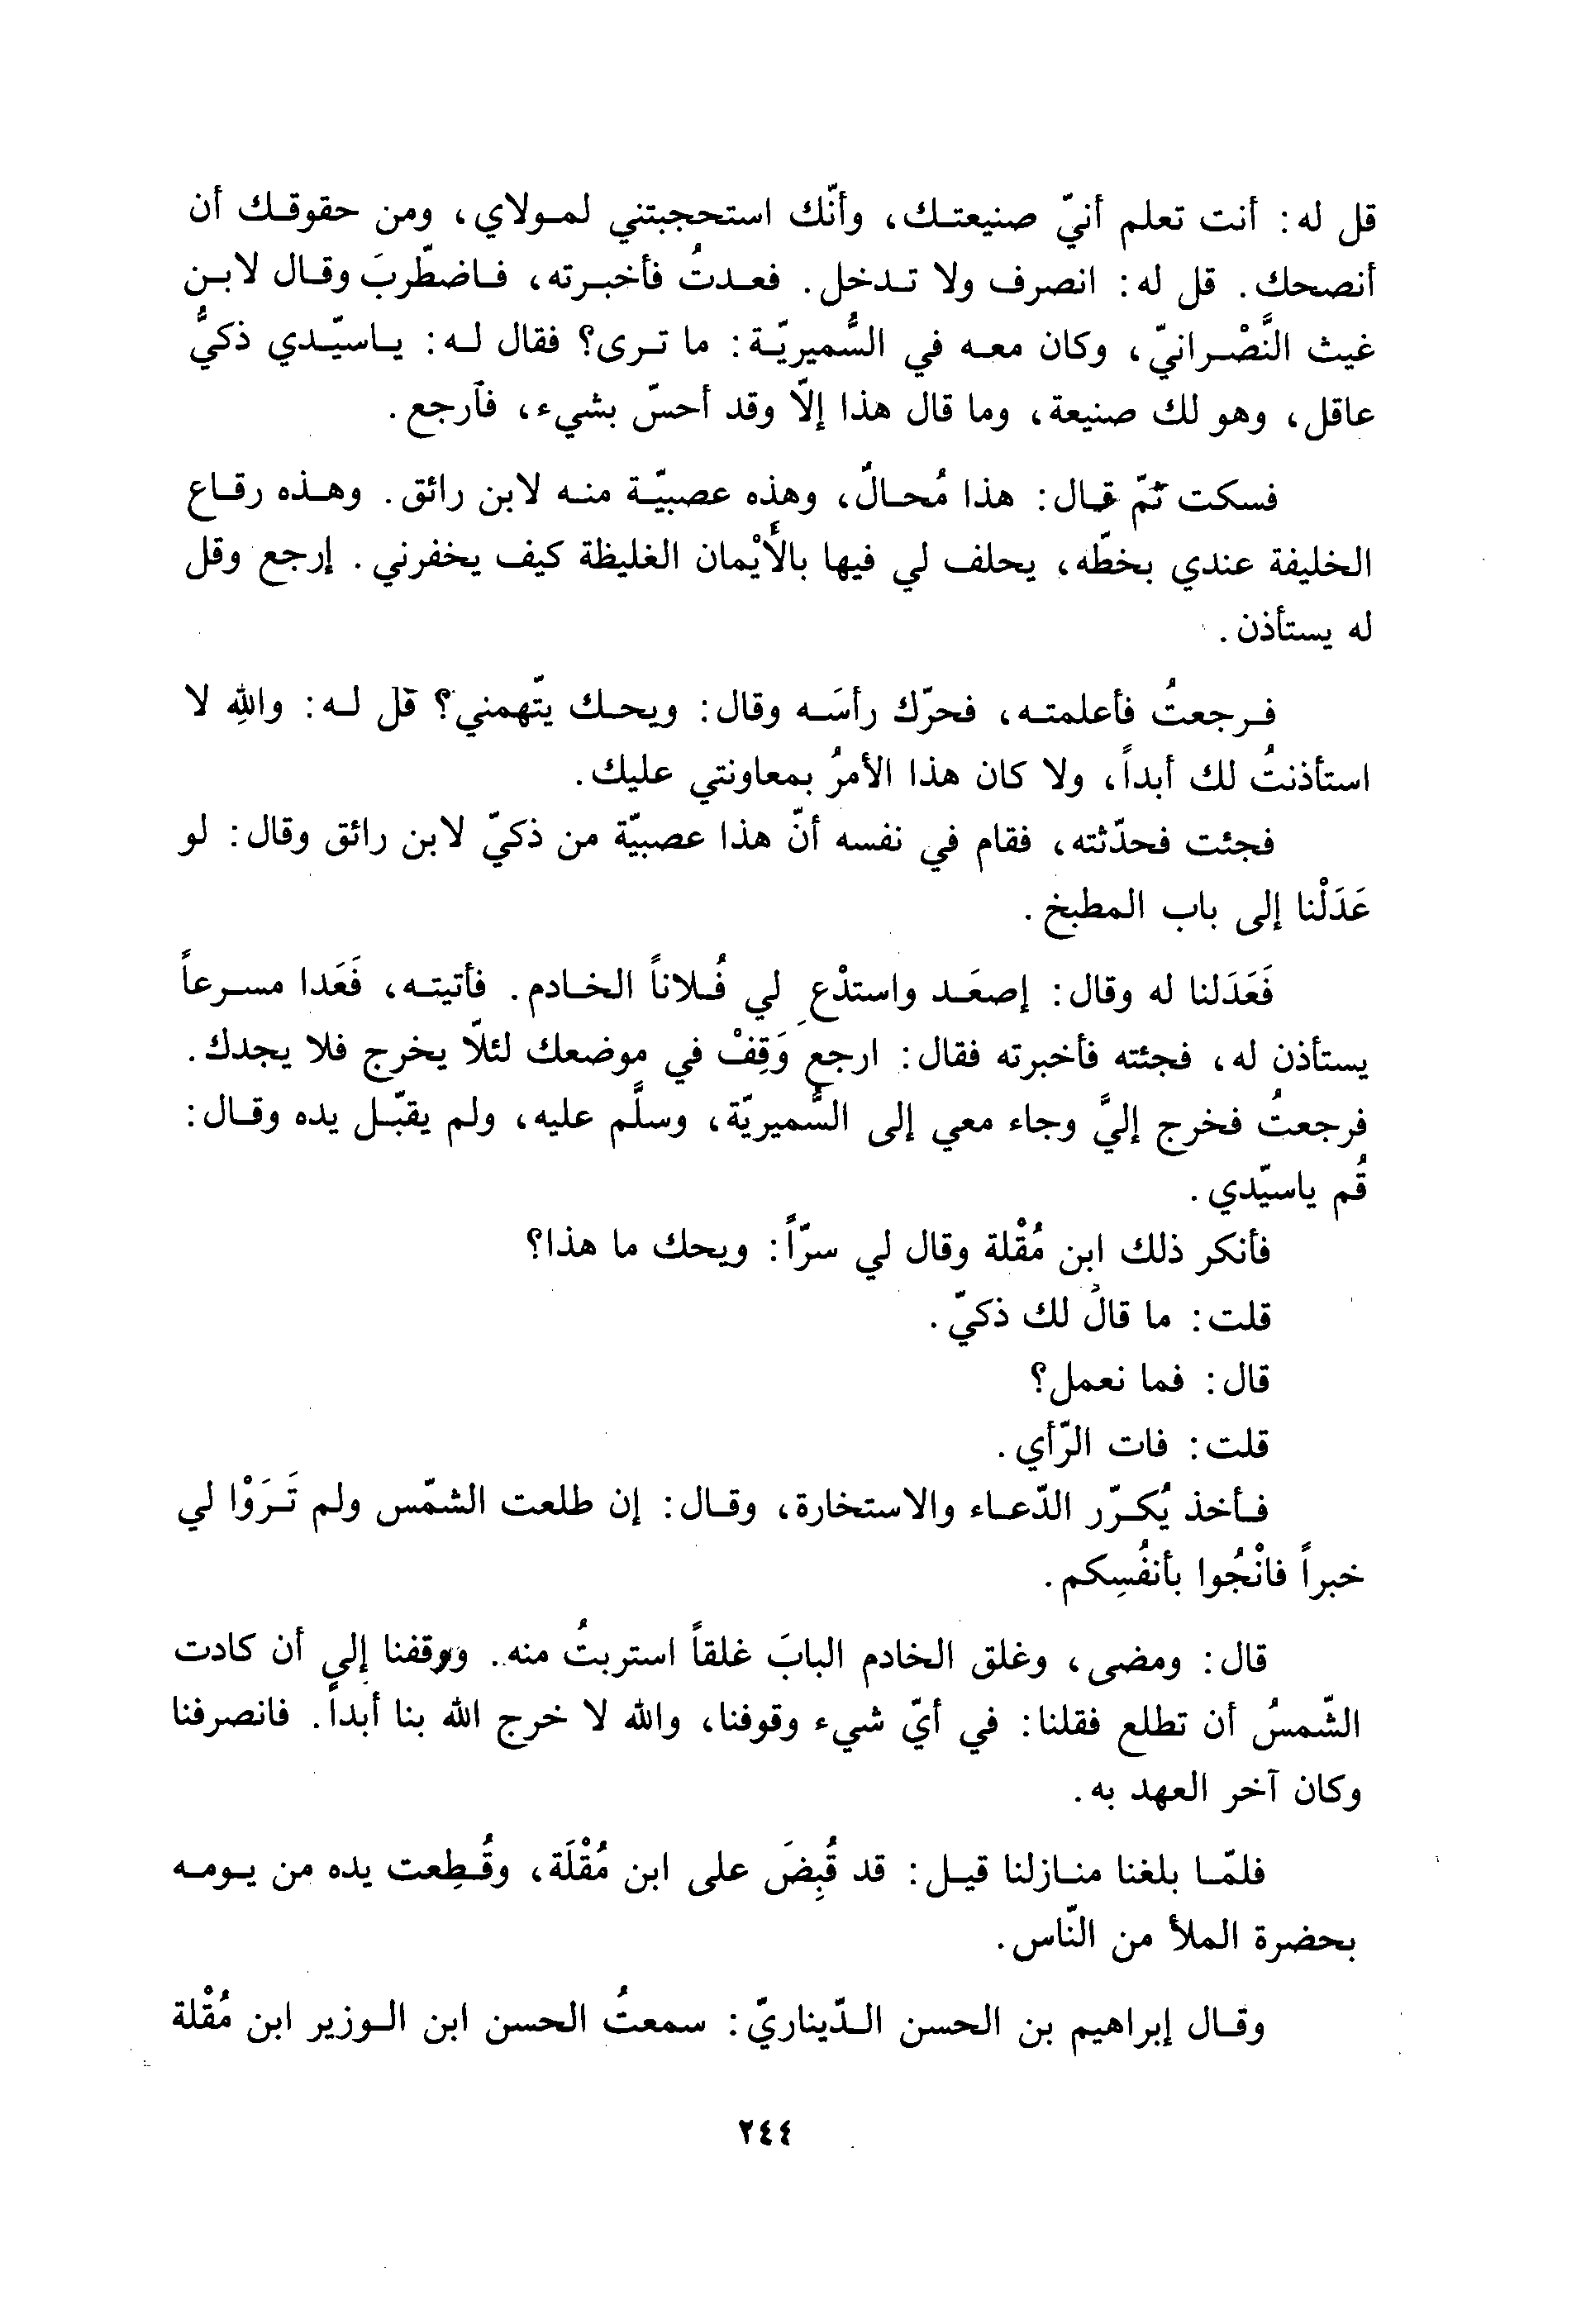 قل له: أنت تعلم أنيّ صنيعتك، وأنّك استحجبتني لمولاي، ومن حقوقك أن
أنصحك. قل له: انصرف ولا تدخل. فعدتُ فأخبرته، فاضطّربَ وقال لابن
غيث النَّصْرانيّ، وكان معه في السُّميريّة: ما ترى؟ فقال له: ياسيّدي ذكيٌّ
عاقل، وهو لك صنيعة، وما قال هذا إلّا وقد أحسّ بشيء، فآرجع.
فسكت ثمّ قال: هذا مُحالٌ، وهذه عصبيّة منه لابن رائق. وهذه رقاع
الخليفة عندي بخطّه، يحلف لي فيها بالأَيْمان الغليظة كيف يخفرني. إرجع وقل
له يستأذن.
فرجعتُ فأعلمته، فحرّك رأسَه وقال: ويحك يتّهمني؟ قل له: واللهِ لا
استأذنتُ لك أبداً، ولا كان هذا الأمرُ بمعاونتي عليك.
فجئت فحدّثته، فقام في نفسه أنّ هذا عصبيّة من ذكيّ لابن رائق وقال: لو
عَدَلْنا إلى باب المطبخ.
فَعَدَلنا له وقال: إصعَد واستدْعِ لي فُلاناً الخادم. فأتيته، فَعَدا مسرعاً
يستأذن له، فجئته فأخبرته فقال: ارجع وَقِفْ في موضعك لئلّا يخرج فلا يجدك.
فرجعتُ فخرج إليَّ وجاء معي إلى السُّميريّة، وسلَّم عليه، ولم يقبّل يده وقال:
قُم ياسيّدي.
فأنكر ذلك ابن مُقْلة وقال لي سرّاً: ويحك ما هذا؟
قلت: ما قال لك ذكيّ.
قال: فما نعمل؟
قلت: فات الرّأي.
فأخذ يُكرّر الدّعاء والاستخارة، وقال: إن طلعت الشمّس ولم تَرَوْا لي
خبراً فانْجُوا بأنفُسِكم.
قال: ومضى، وغلق الخادم البابَ غلقاً استربتُ منه. ووقفنا إلى أن كادت
الشّمسُ أن تطلع فقلنا: في أيّ شيء وقوفنا، والله لا خرج الله بنا أبداً. فانصرفنا
وكان آخر العهد به.
فلمّا بلغنا منازلنا قيل: قد قُبِضَ على ابن مُقْلَة، وقُطِعت يده من يومه
بحضرة الملأ من النّاس.
وقال إبراهيم بن الحسن الدّيناريّ: سمعتُ الحسن ابن الوزير ابن مُقْلة
٢٤٤